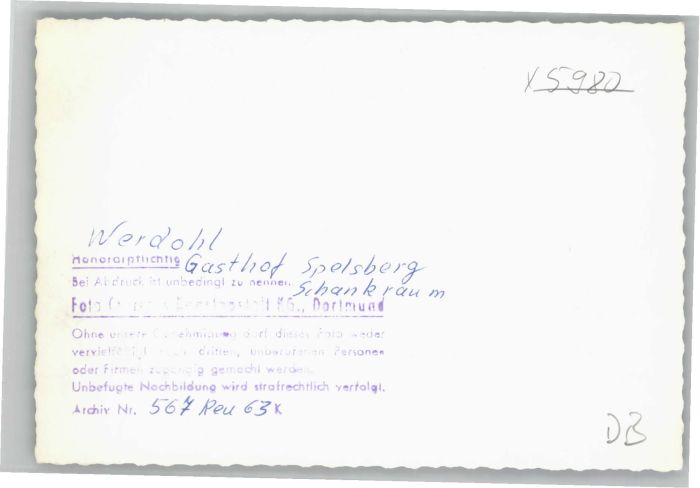 X 5980
Werdohl
Honorarpflichtig Gasthof Spelsberg
Bei Abdruck ist unbedingt zu nennen: Schankraum
Foto KG., Dortmund
Ohne unsere Genehmigung darf dieses Foto weder
vervielfältigt noch dritten, unberufenen Personen
oder Firmen zugängig gemacht werden.
Unbefugte Nachbildung wird strafrechtlich verfolgt.
Archiv Nr. 567 Reu 63 K
DB